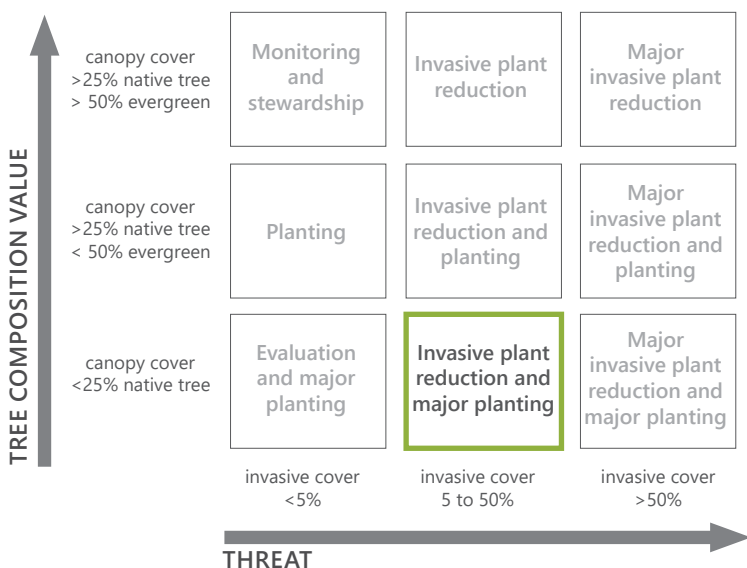 TREE COMPOSITION VALUE
canopy cover
>25% native tree
> 50% evergreen
Monitoring
and
stewardship
Invasive plant
reduction
Major
invasive plant
reduction
canopy cover
>25% native tree
< 50% evergreen
Planting
Invasive plant
reduction and
planting
Major
invasive plant
reduction and
planting
canopy cover
<25% native tree
Evaluation
and major
planting
Invasive plant
reduction and
major planting
Major
invasive plant
reduction and
major planting
invasive cover
<5%
invasive cover
5 to 50%
invasive cover
>50%
THREAT